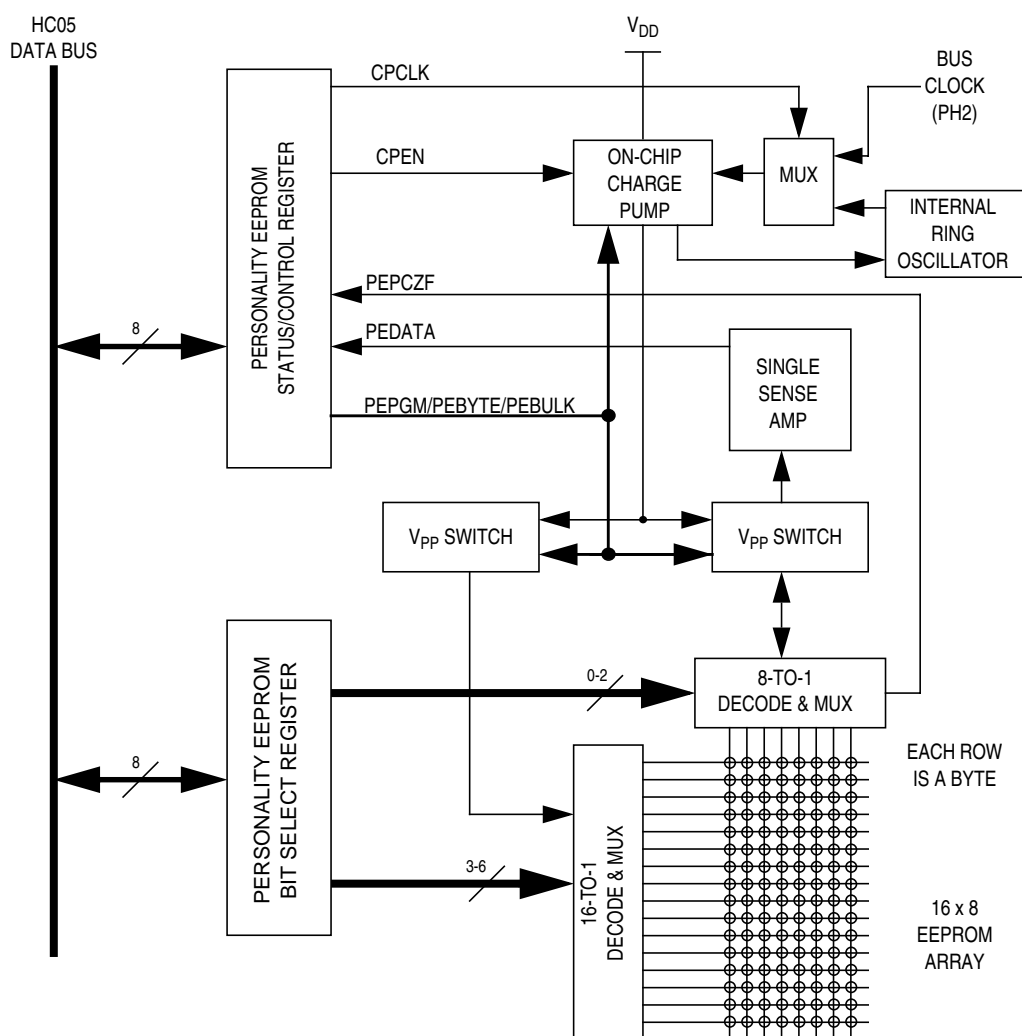 HC05
DATA BUS
VDD
BUS
CLOCK
(PH2)
CPCLK
CPEN
ON-CHIP
CHARGE
PUMP
MUX
INTERNAL
RING
OSCILLATOR
PERSONALITY EEPROM
STATUS/CONTROL REGISTER
PEPCZF
8
PEDATA
SINGLE
SENSE
AMP
PEPGM/PEBYTE/PEBULK
VPP SWITCH
VPP SWITCH
PERSONALITY EEPROM
BIT SELECT REGISTER
0-2
8-TO-1
DECODE & MUX
8
EACH ROW
IS A BYTE
3-6
16-TO-1
DECODE & MUX
16 x 8
EEPROM
ARRAY